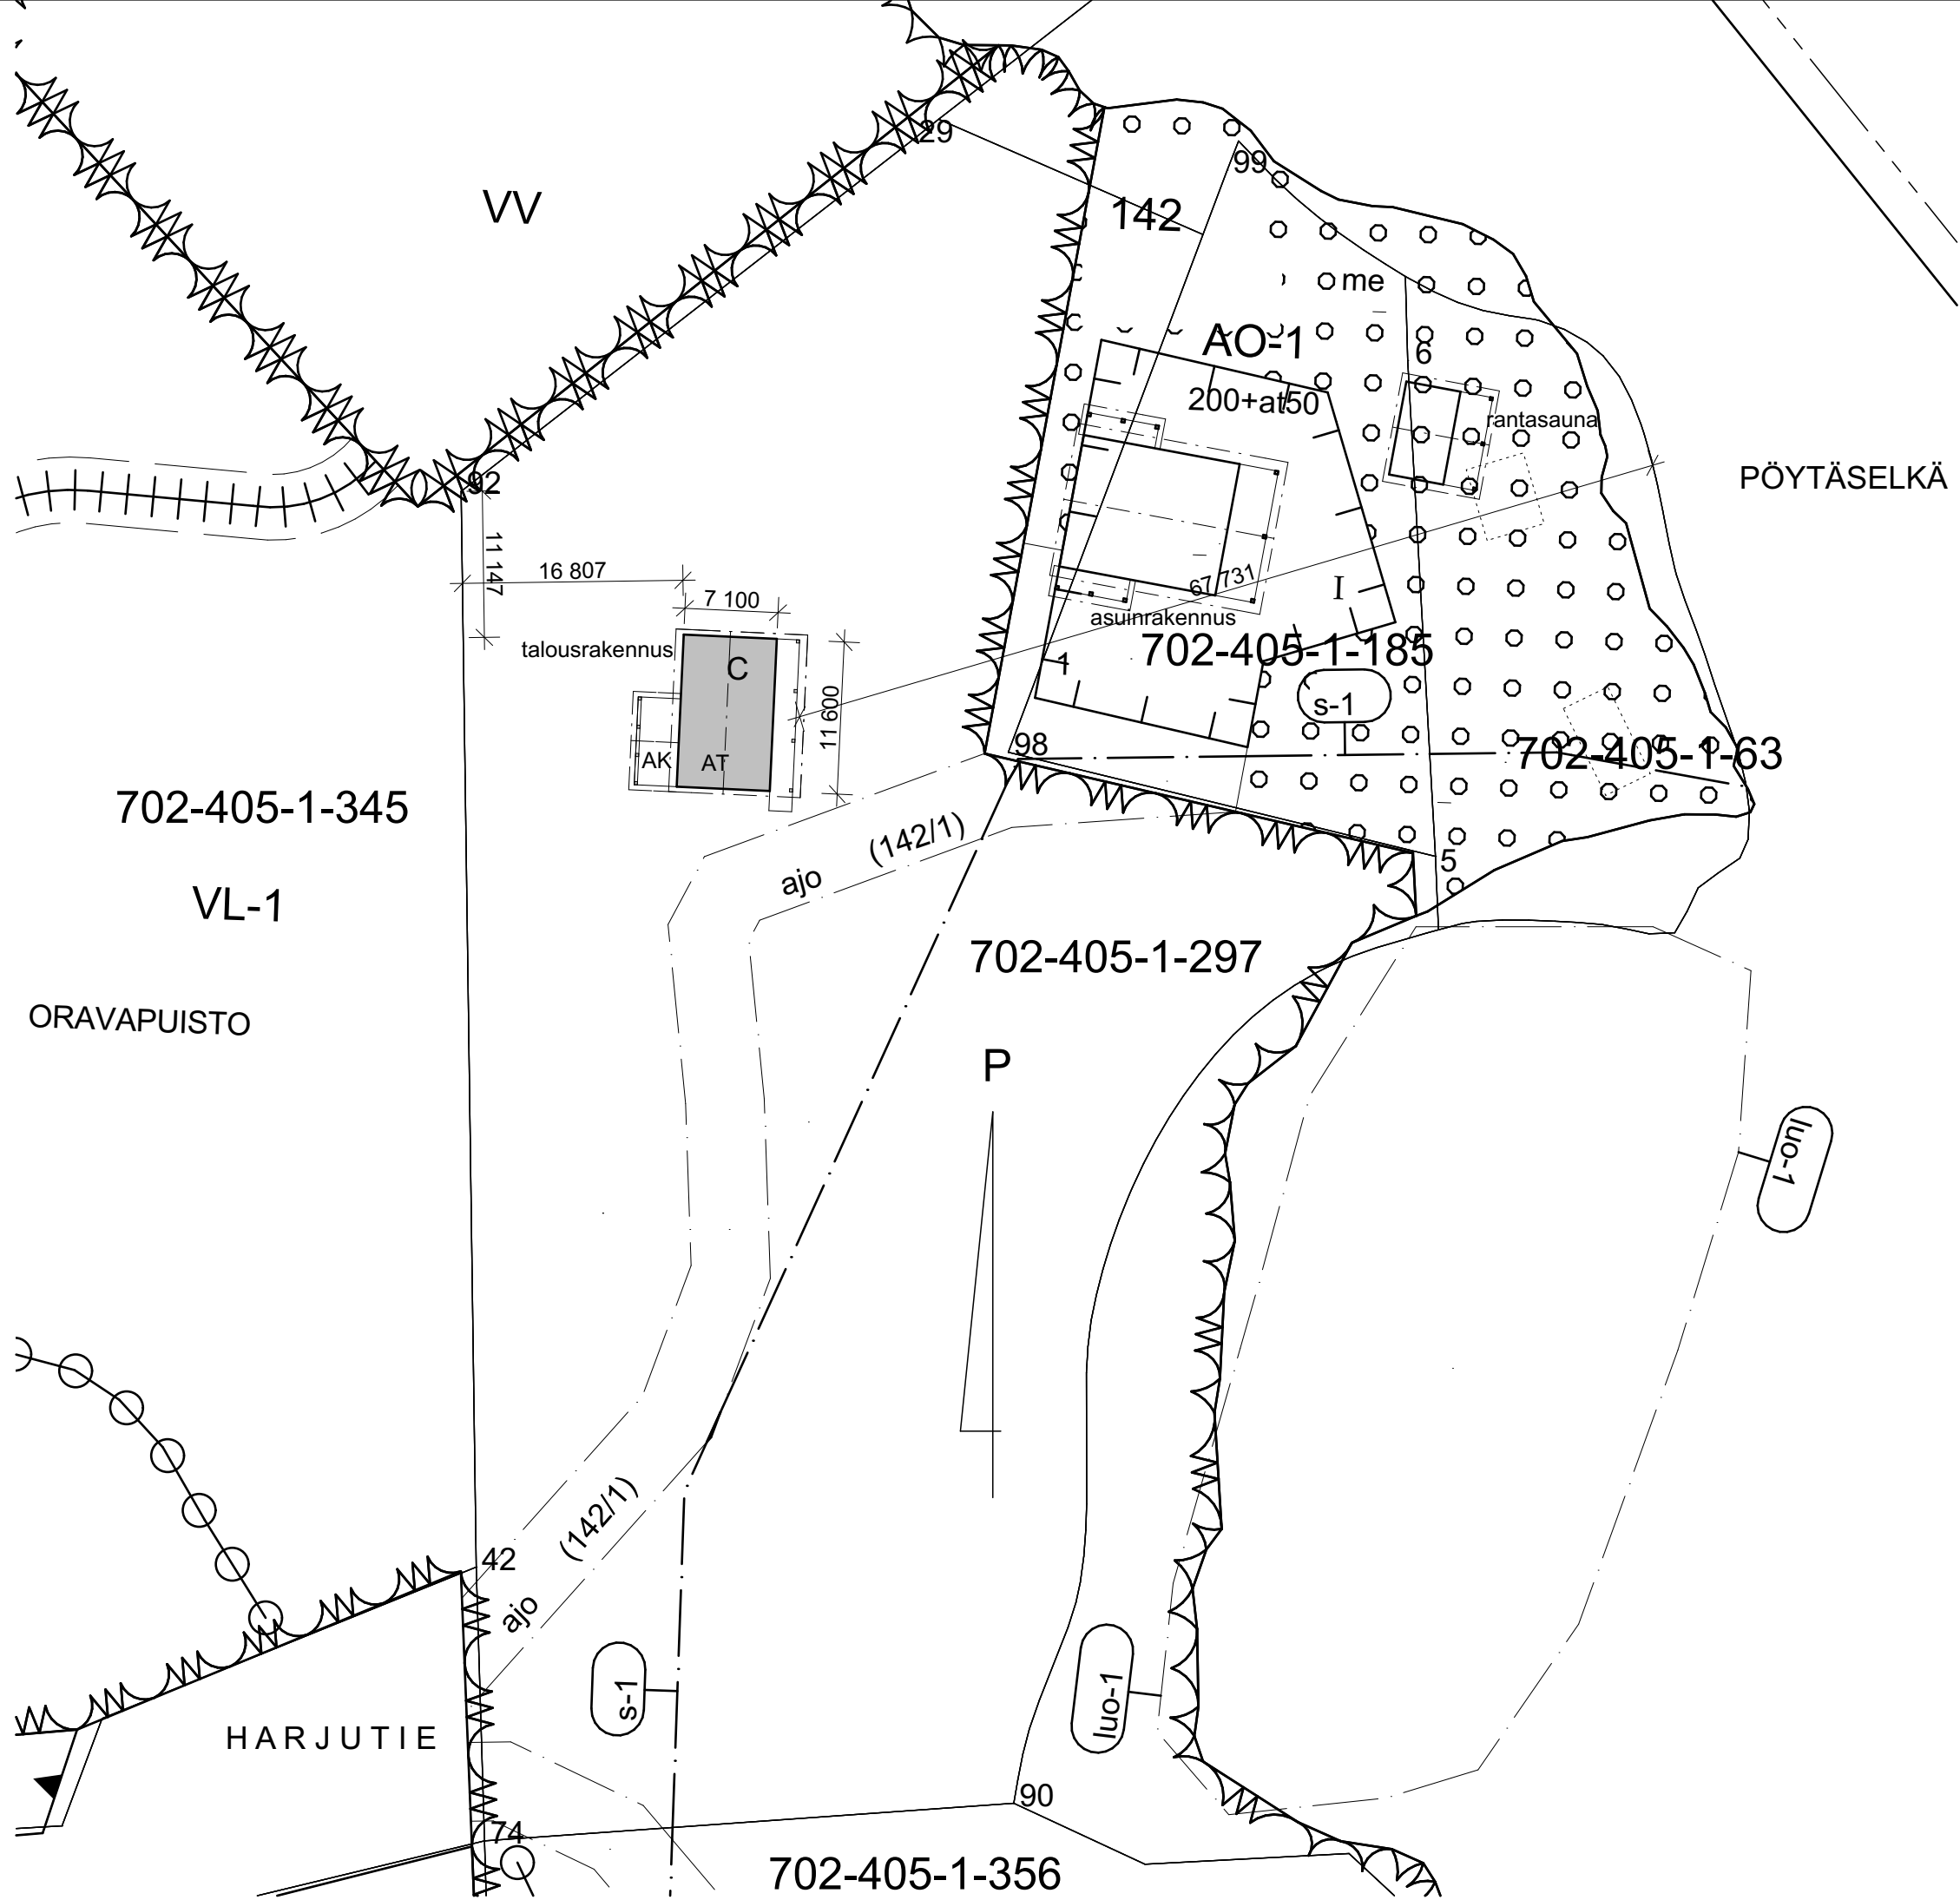 29
99
VV
142
me
AO-1
6
200+at50
rantasauna
PÖYTÄSELKÄ
92
11 147
16 807
7 100
67 731
I
asuinrakennus
talousrakennus
C
702-405-1-185
1
11 600
s-1
98
AK
AT
702-405-1-63
702-405-1-345
ajo
(142/1)
5
VL-1
702-405-1-297
ORAVAPUISTO
P
luo-1
(142/1)
42
ajo
s-1
luo-1
HARJUTIE
90
74
702-405-1-356